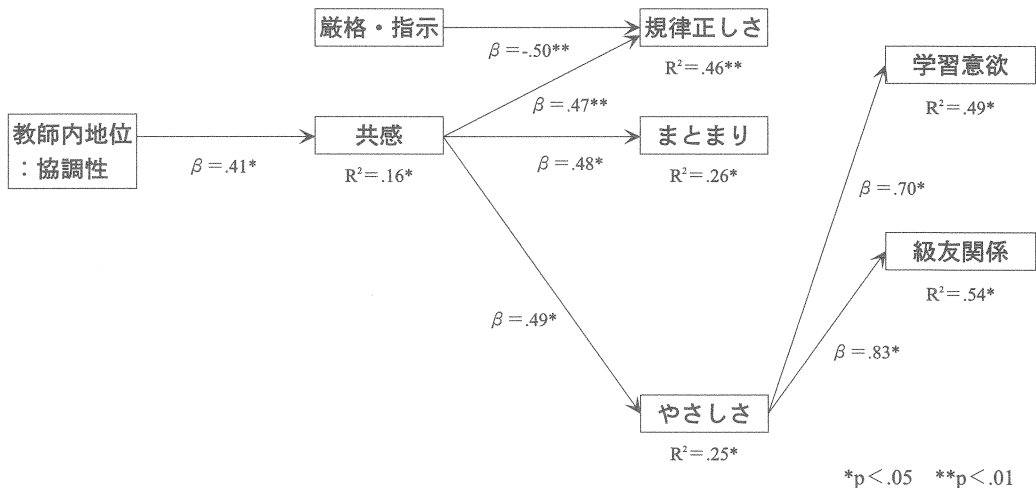 厳格・指示
規律正しさ
β=-.50**
R²=.46**
学習意欲
R²=.49*
β=.47**
教師内地位
:協調性
共感
まとまり
β=.41*
R²=.16*
β=.48*
R²=.26*
β=.70*
級友関係
R²=.54*
β=.49*
β=.83*
やさしさ
R²=.25*
*p<.05 **p<.01